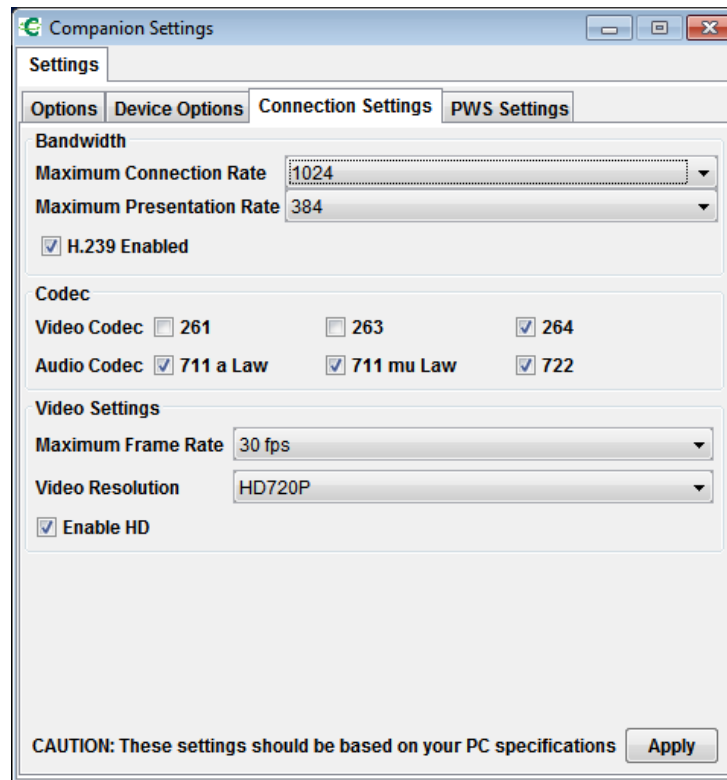 Companion Settings
Settings
Options Device Options Connection Settings PWS Settings
Bandwidth
Maximum Connection Rate 1024
Maximum Presentation Rate 384
H.239 Enabled
Codec
Video Codec 261 263 264
Audio Codec 711 a Law 711 mu Law 722
Video Settings
Maximum Frame Rate 30 fps
Video Resolution HD720P
Enable HD
CAUTION: These settings should be based on your PC specifications Apply